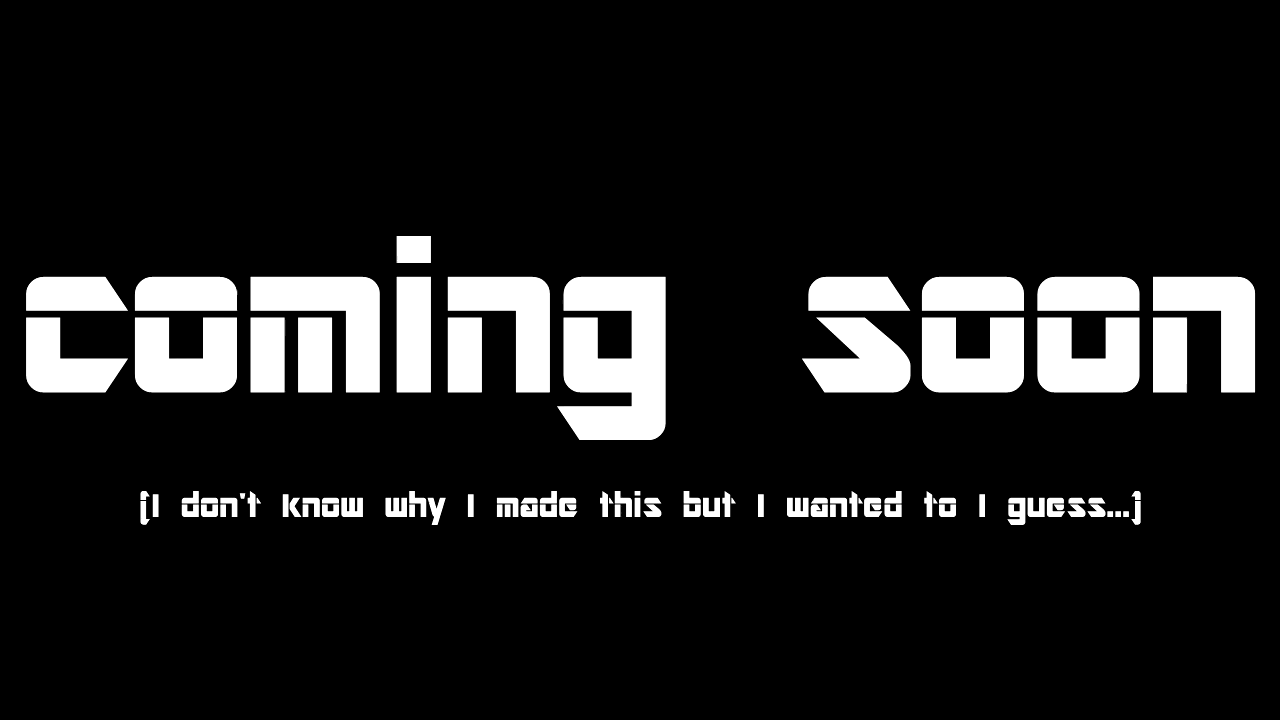 coming soon
(I don't know why I made this but I wanted to I guess...)